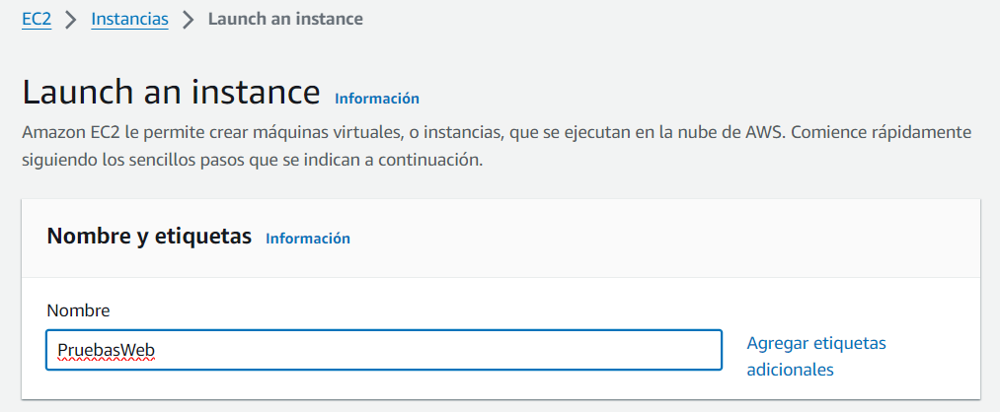 EC2 > Instancias > Launch an instance
Launch an instance Información
Amazon EC2 le permite crear máquinas virtuales, o instancias, que se ejecutan en la nube de AWS. Comience rápidamente
siguiendo los sencillos pasos que se indican a continuación.
Nombre y etiquetas Información
Nombre
PruebasWeb
Agregar etiquetas
adicionales